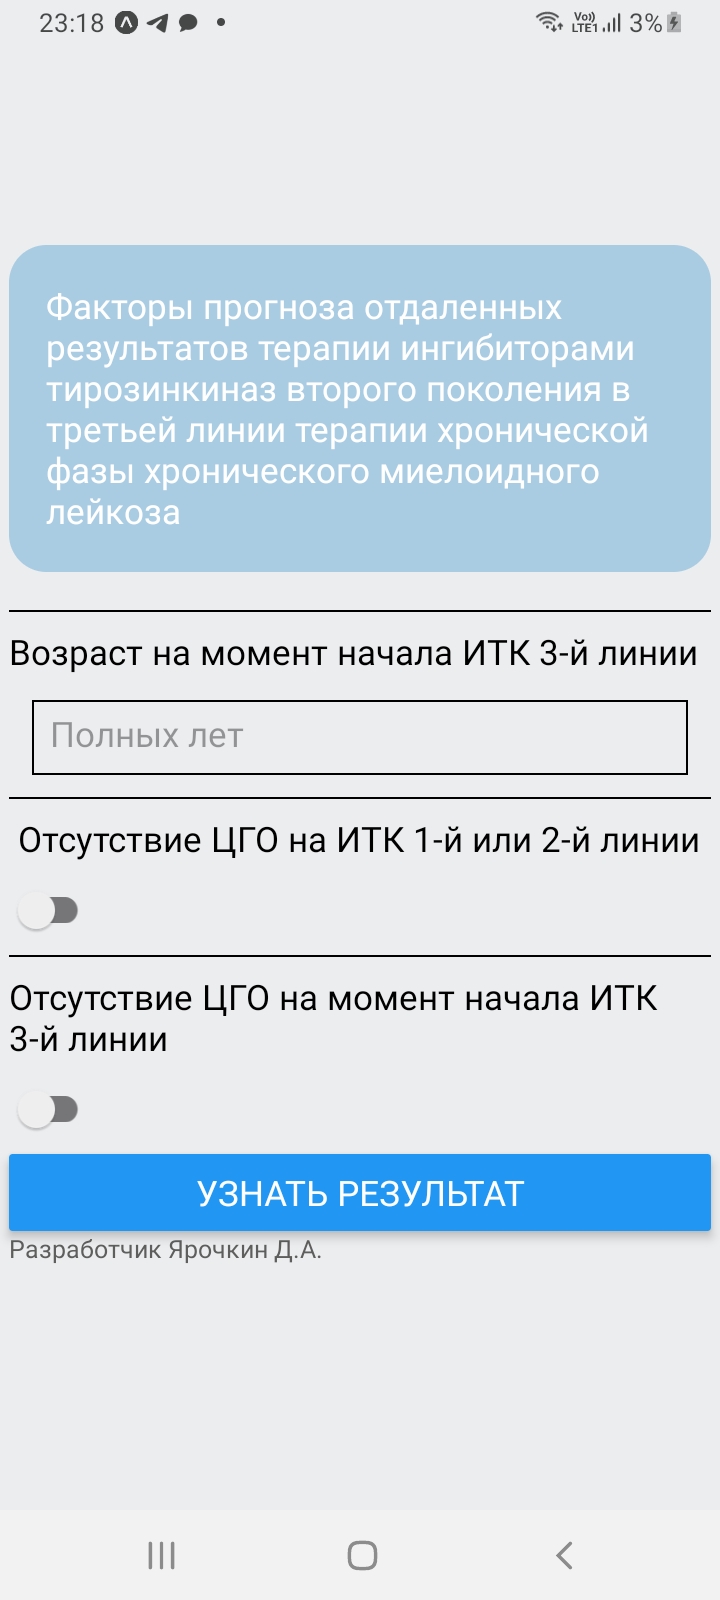 23:18
Vo)) LTE1 3%
Факторы прогноза отдаленных
результатов терапии ингибиторами
тирозинкиназ второго поколения в
третьей линии терапии хронической
фазы хронического миелоидного
лейкоза
Возраст на момент начала ИТК 3-й линии
Полных лет
Отсутствие ЦГО на ИТК 1-й или 2-й линии
Отсутствие ЦГО на момент начала ИТК
3-й линии
УЗНАТЬ РЕЗУЛЬТАТ
Разработчик Ярочкин Д.А.